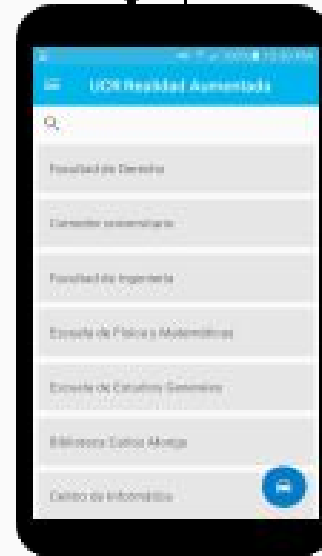 UCR Realidad Aumentada
Facultad de Derecho
Comedor universitario
Facultad de Ingeniería
Escuela de Física y Matemáticas
Escuela de Estudios Generales
Biblioteca Carlos Monge
Centro de Informática